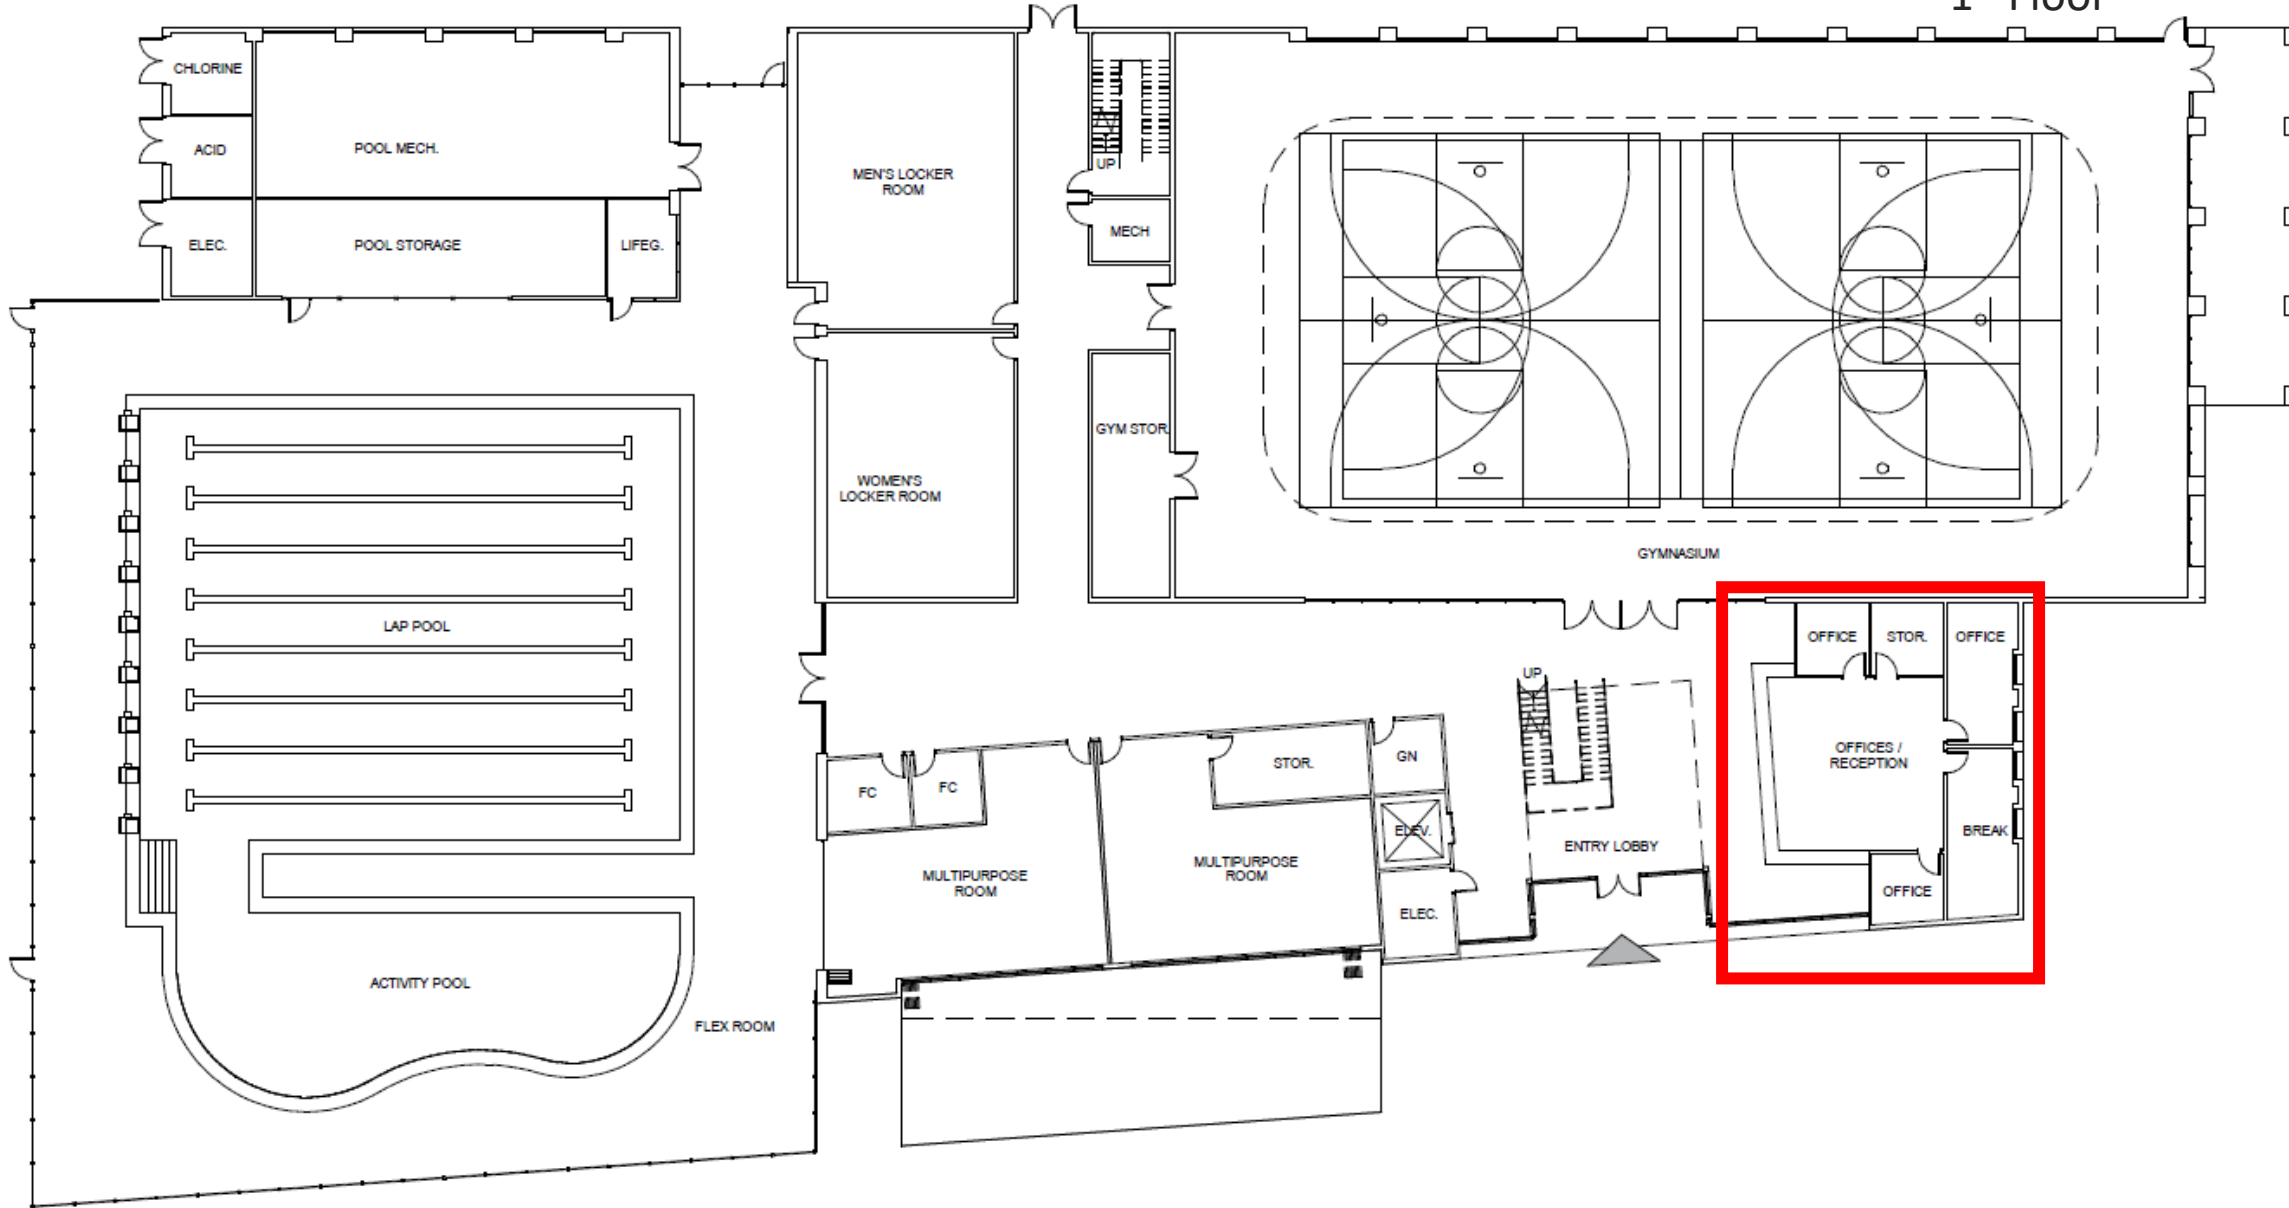 1 Floor
CHLORINE
ACID
POOL MECH.
ELEC.
POOL STORAGE
LIFEG.
MEN'S LOCKER
ROOM
UP
MECH
WOMEN'S
LOCKER ROOM
GYM STOR.
GYMNASIUM
LAP POOL
ACTIVITY POOL
FLEX ROOM
FC
FC
MULTIPURPOSE
ROOM
STOR.
MULTIPURPOSE
ROOM
GN
ELEV.
ELEC.
UP
ENTRY LOBBY
OFFICE
STOR.
OFFICE
OFFICES /
RECEPTION
BREAK
OFFICE